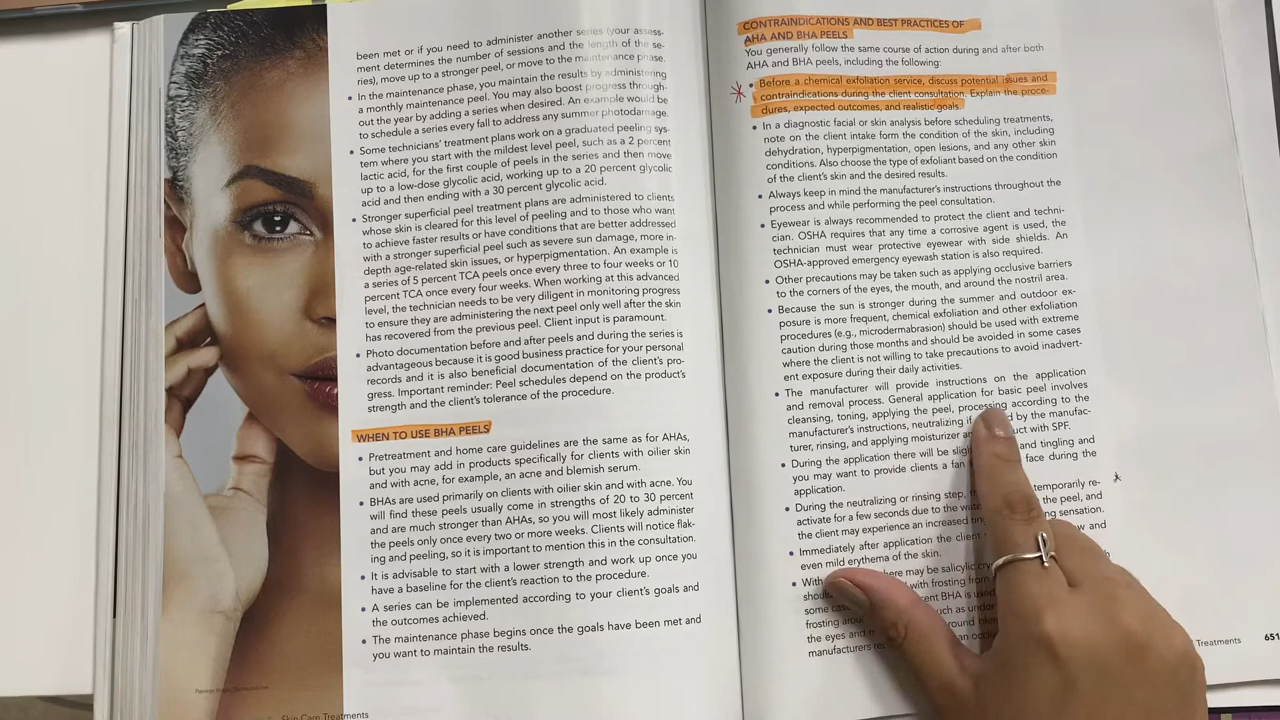 been met or if you need to administer another series (your assess-
ment determines the number of sessions and the length of the se-
ries), move up to a stronger peel, or move to the maintenance phase.
• In the maintenance phase, you maintain the results by administering
a monthly maintenance peel. You may also boost progress through-
out the year by adding a series when desired. An example would be
to schedule a series every fall to address any summer photodamage.
• Some technicians' treatment plans work on a graduated peeling sys-
tem where you start with the mildest level peel, such as a 2 percent
lactic acid, for the first couple of peels in the series and then move
up to a low-dose glycolic acid, working up to a 20 percent glycolic
acid and then ending with a 30 percent glycolic acid.
• Stronger superficial peel treatment plans are administered to clients
whose skin is cleared for this level of peeling and to those who want
to achieve faster results or have conditions that are better addressed
with a stronger superficial peel such as severe sun damage, more in-
depth age-related skin issues, or hyperpigmentation. An example is
a series of 5 percent TCA peels once every three to four weeks or 10
percent TCA once every four weeks. When working at this advanced
level, the technician needs to be very diligent in monitoring progress
to ensure they are administering the next peel only well after the skin
has recovered from the previous peel. Client input is paramount.
• Photo documentation before and after peels and during the series is
advantageous because it is good business practice for your personal
records and it is also beneficial documentation of the client's pro-
gress. Important reminder: Peel schedules depend on the product's
strength and the client's tolerance of the procedure.
WHEN TO USE BHA PEELS
• Pretreatment and home care guidelines are the same as for AHAs,
but you may add in products specifically for clients with oilier skin
and with acne, for example, an acne and blemish serum.
• BHAs are used primarily on clients with oilier skin and with acne. You
will find these peels usually come in strengths of 20 to 30 percent
and are much stronger than AHAs, so you will most likely administer
the peels only once every two or more weeks. Clients will notice flak-
ing and peeling, so it is important to mention this in the consultation.
• It is advisable to start with a lower strength and work up once you
have a baseline for the client's reaction to the procedure.
• A series can be implemented according to your client's goals and
the outcomes achieved.
• The maintenance phase begins once the goals have been met and
you want to maintain the results.
Skin Care Treatments
CONTRAINDICATIONS AND BEST PRACTICES OF
AHA AND BHA PEELS
You generally follow the same course of action during and after both
AHA and BHA peels, including the following:
• Before a chemical exfoliation service, discuss potential issues and
contraindications during the client consultation. Explain the proce-
dures, expected outcomes, and realistic goals.
• In a diagnostic facial or skin analysis before scheduling treatments,
note on the client intake form the condition of the skin, including
dehydration, hyperpigmentation, open lesions, and any other skin
conditions. Also choose the type of exfoliant based on the condition
of the client's skin and the desired results.
• Always keep in mind the manufacturer's instructions throughout the
process and while performing the peel consultation.
• Eyewear is always recommended to protect the client and techni-
cian. OSHA requires that any time a corrosive agent is used, the
technician must wear protective eyewear with side shields. An
OSHA-approved emergency eyewash station is also required.
• Other precautions may be taken such as applying occlusive barriers
to the corners of the eyes, the mouth, and around the nostril area.
• Because the sun is stronger during the summer and outdoor ex-
posure is more frequent, chemical exfoliation and other exfoliation
procedures (e.g., microdermabrasion) should be used with extreme
caution during those months and should be avoided in some cases
where the client is not willing to take precautions to avoid inadvert-
ent exposure during their daily activities.
• The manufacturer will provide instructions on the application
and removal process. General application for basic peel involves
cleansing, toning, applying the peel, processing according to the
manufacturer's instructions, neutralizing if by the manufac-
turer, rinsing, and applying moisturizer with SPF.
• During the application there will be and tingling and
you may want to provide clients a fan face during the
application.
• During the neutralizing or rinsing step, temporarily re-
activate for a few seconds due to the the peel, and
the client may experience an increased sensation.
• Immediately after application the client and
even mild erythema of the skin.
• With there may be salicylic
with frosting from
some
frosting BHA is used
the eyes and
manufacturers
Treatments 651